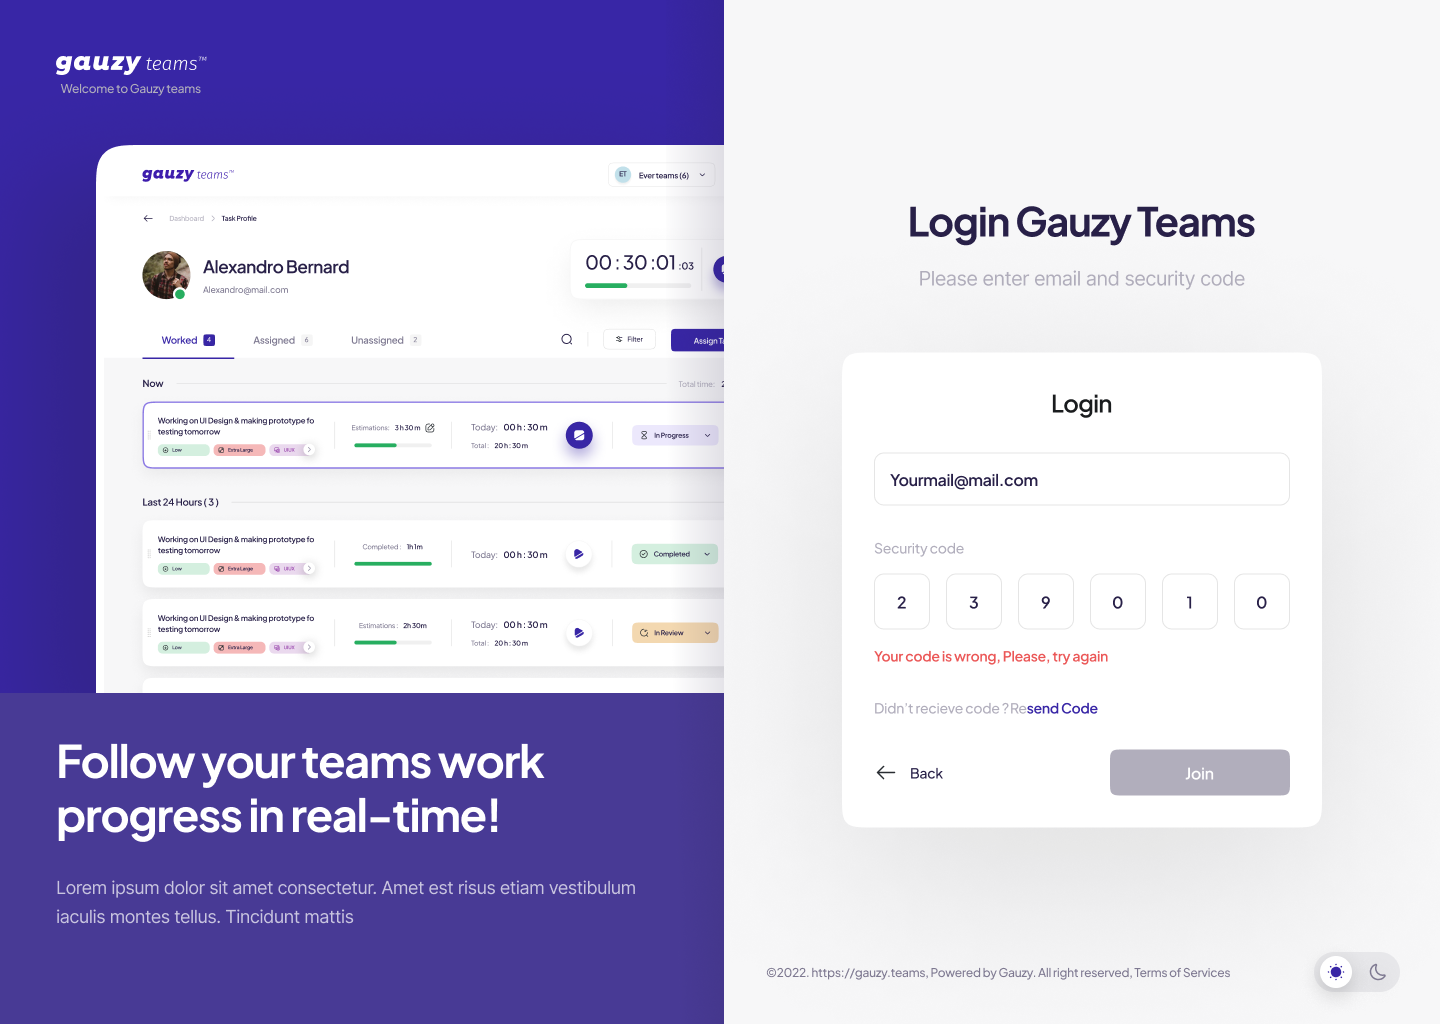 gauzy teams™
Welcome to Gauzy teams
gauzy teams™
ET Ever teams (6)
Dashboard Task Profile
Alexandro Bernard
Alexandro@mail.com
00 : 30 : 01 :03
Worked 4 Assigned 6 Unassigned 2
Filter
Assign Ta
Now
Total time: 2
Working on UI Design & making prototype fo
testing tomorrow
Low Extra Large UI/UX
Estimations: 3 h 30 m
Today: 00 h : 30 m
Total : 20 h : 30 m
In Progress
Last 24 Hours ( 3 )
Working on UI Design & making prototype fo
testing tomorrow
Low Extra Large UI/UX
Completed : 1h 1m
Today: 00 h : 30 m
Completed
Working on UI Design & making prototype fo
testing tomorrow
Low Extra Large UI/UX
Estimations : 2h 30m
Today: 00 h : 30 m
Total : 20 h : 30 m
In Review
Follow your teams work
progress in real-time!
Lorem ipsum dolor sit amet consectetur. Amet est risus etiam vestibulum
iaculis montes tellus. Tincidunt mattis
Login Gauzy Teams
Please enter email and security code
Login
Yourmail@mail.com
Security code
2 3 9 0 1 0
Your code is wrong, Please, try again
Didn't recieve code ? Resend Code
Back
Join
©2022. https://gauzy.teams, Powered by Gauzy. All right reserved, Terms of Services